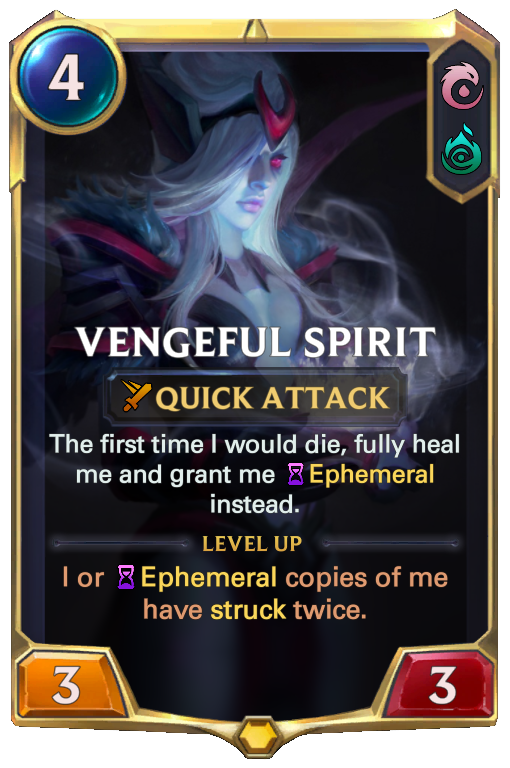 4
VENGEFUL SPIRIT
QUICK ATTACK
The first time I would die, fully heal
me and grant me Ephemeral
instead.
LEVEL UP
I or Ephemeral copies of me
have struck twice.
3
3